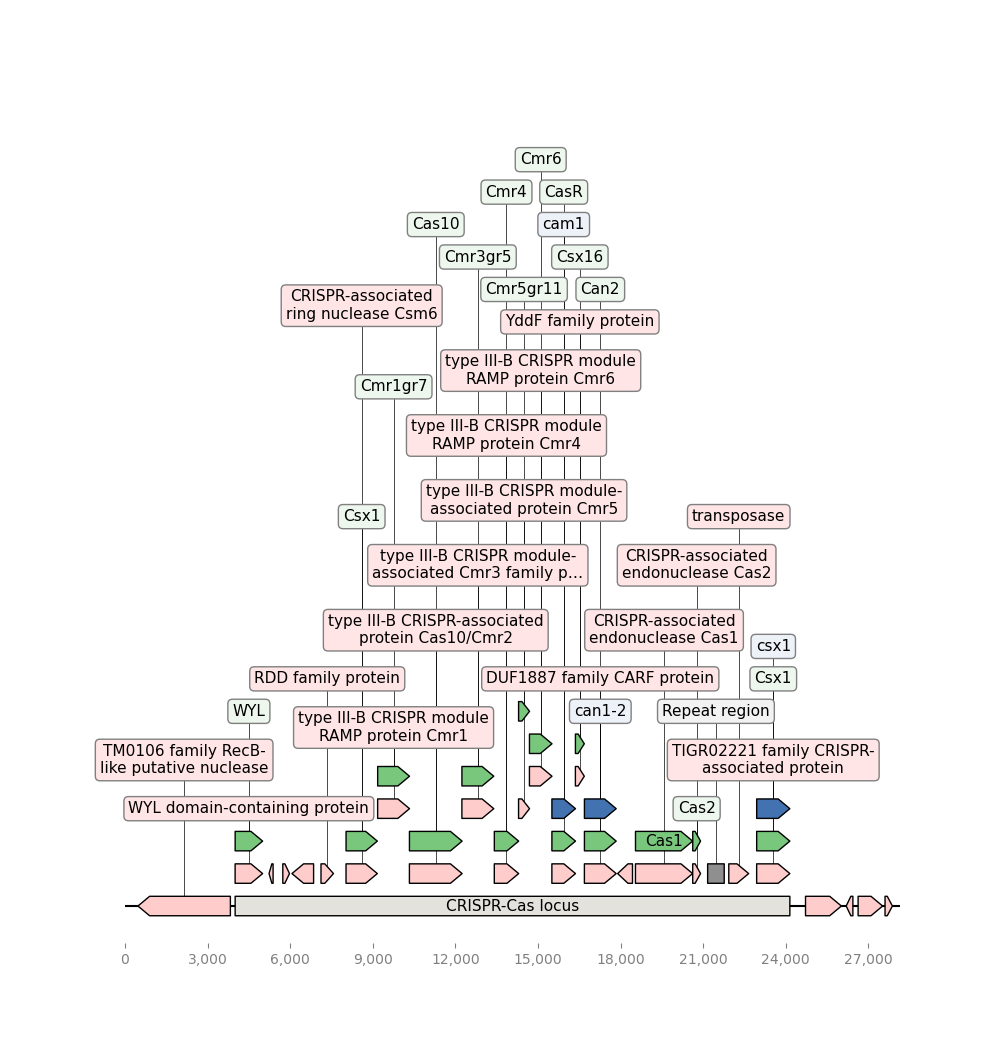 Cmr6
Cmr4
CasR
Cas10
cam1
Cmr3gr5
Csx16
Cmr5gr11
Can2
CRISPR-associated
ring nuclease Csm6
YddF family protein
type III-B CRISPR module
RAMP protein Cmr6
Cmr1gr7
type III-B CRISPR module
RAMP protein Cmr4
type III-B CRISPR module-
associated protein Cmr5
Csx1
transposase
type III-B CRISPR module-
associated Cmr3 family p...
CRISPR-associated
endonuclease Cas2
type III-B CRISPR-associated
protein Cas10/Cmr2
CRISPR-associated
endonuclease Cas1
csx1
RDD family protein
DUF1887 family CARF protein
Csx1
WYL
type III-B CRISPR module
RAMP protein Cmr1
can1-2
Repeat region
TM0106 family RecB-
like putative nuclease
TIGR02221 family CRISPR-
associated protein
WYL domain-containing protein
Cas2
Cas1
CRISPR-Cas locus
0
3,000
6,000
9,000
12,000
15,000
18,000
21,000
24,000
27,000